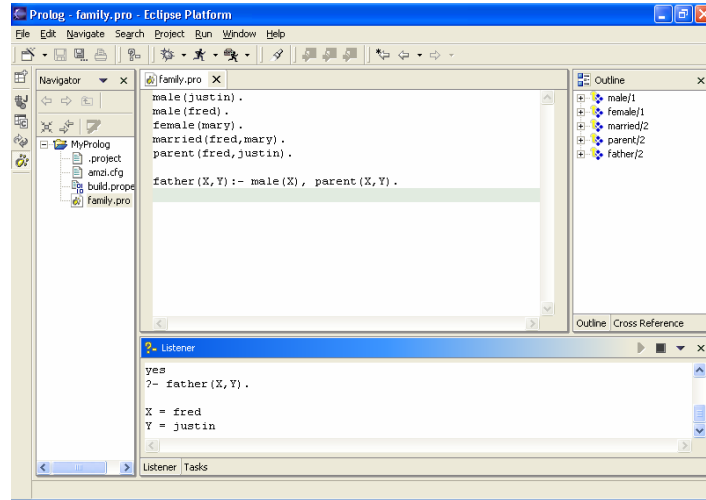 Prolog - family.pro - Eclipse Platform
File Edit Navigate Search Project Run Window Help
Navigator
MyProlog
.project
amzi.cfg
build.prope
family.pro
family.pro
male(justin).
male(fred).
female(mary).
married(fred,mary).
parent(fred,justin).
father(X,Y):- male(X), parent(X,Y).
Outline
male/1
female/1
married/2
parent/2
father/2
Outline Cross Reference
?- Listener
yes
?- father(X,Y).
X = fred
Y = justin
Listener Tasks